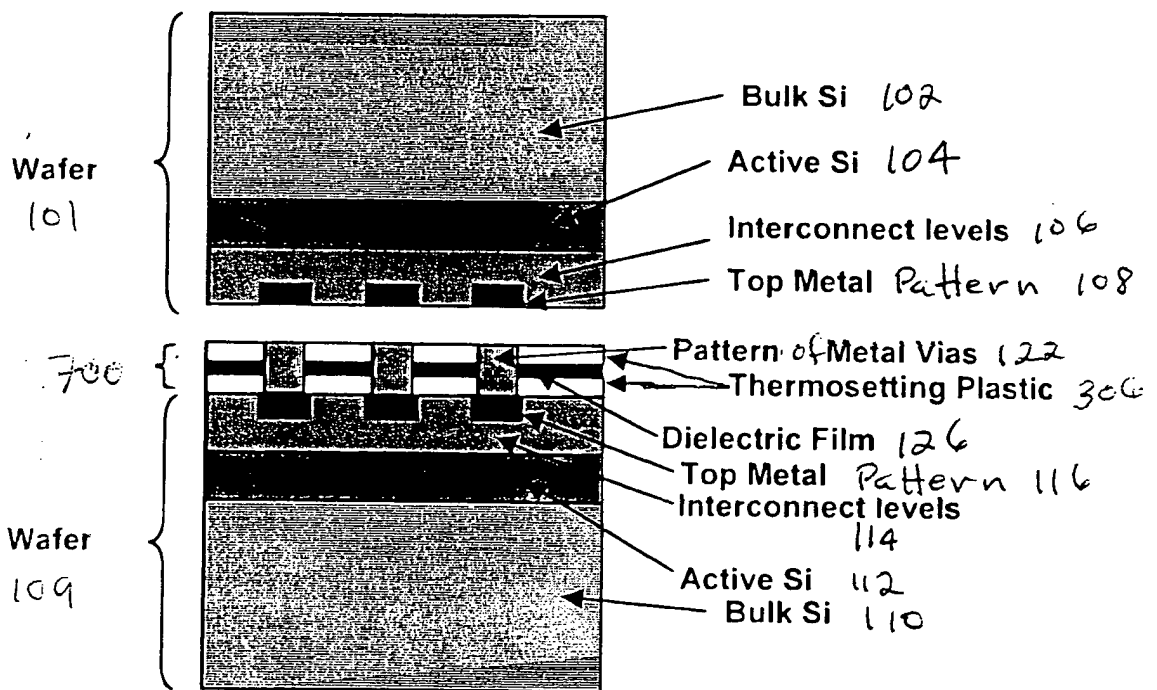 Bulk Si 102
Wafer
101
Active Si 104
Interconnect levels 106
Top Metal Pattern 108
700
Pattern of Metal Vias 122
Thermosetting Plastic 306
Dielectric Film 126
Top Metal Pattern 116
Interconnect levels
114
Wafer
109
Active Si 112
Bulk Si 110